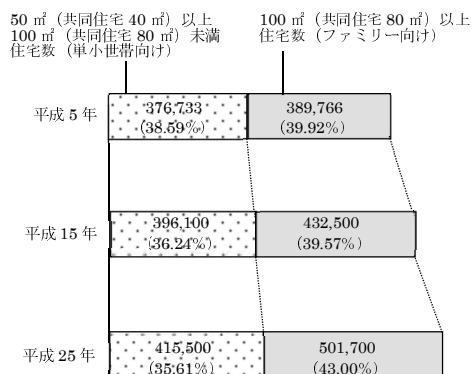 50 ㎡（共同住宅 40 ㎡）以上
100 ㎡（共同住宅 80 ㎡）未満
住宅数（単小世帯向け）
100 ㎡（共同住宅 80 ㎡）以上
住宅数（ファミリー向け）
平成 5 年
376,733
(38.59%)
389,766
（39.92%）
平成 15 年
396,100
(36.24%)
432,500
（39.57%）
平成 25 年
415,500
(35.61%)
501,700
（43.00%）